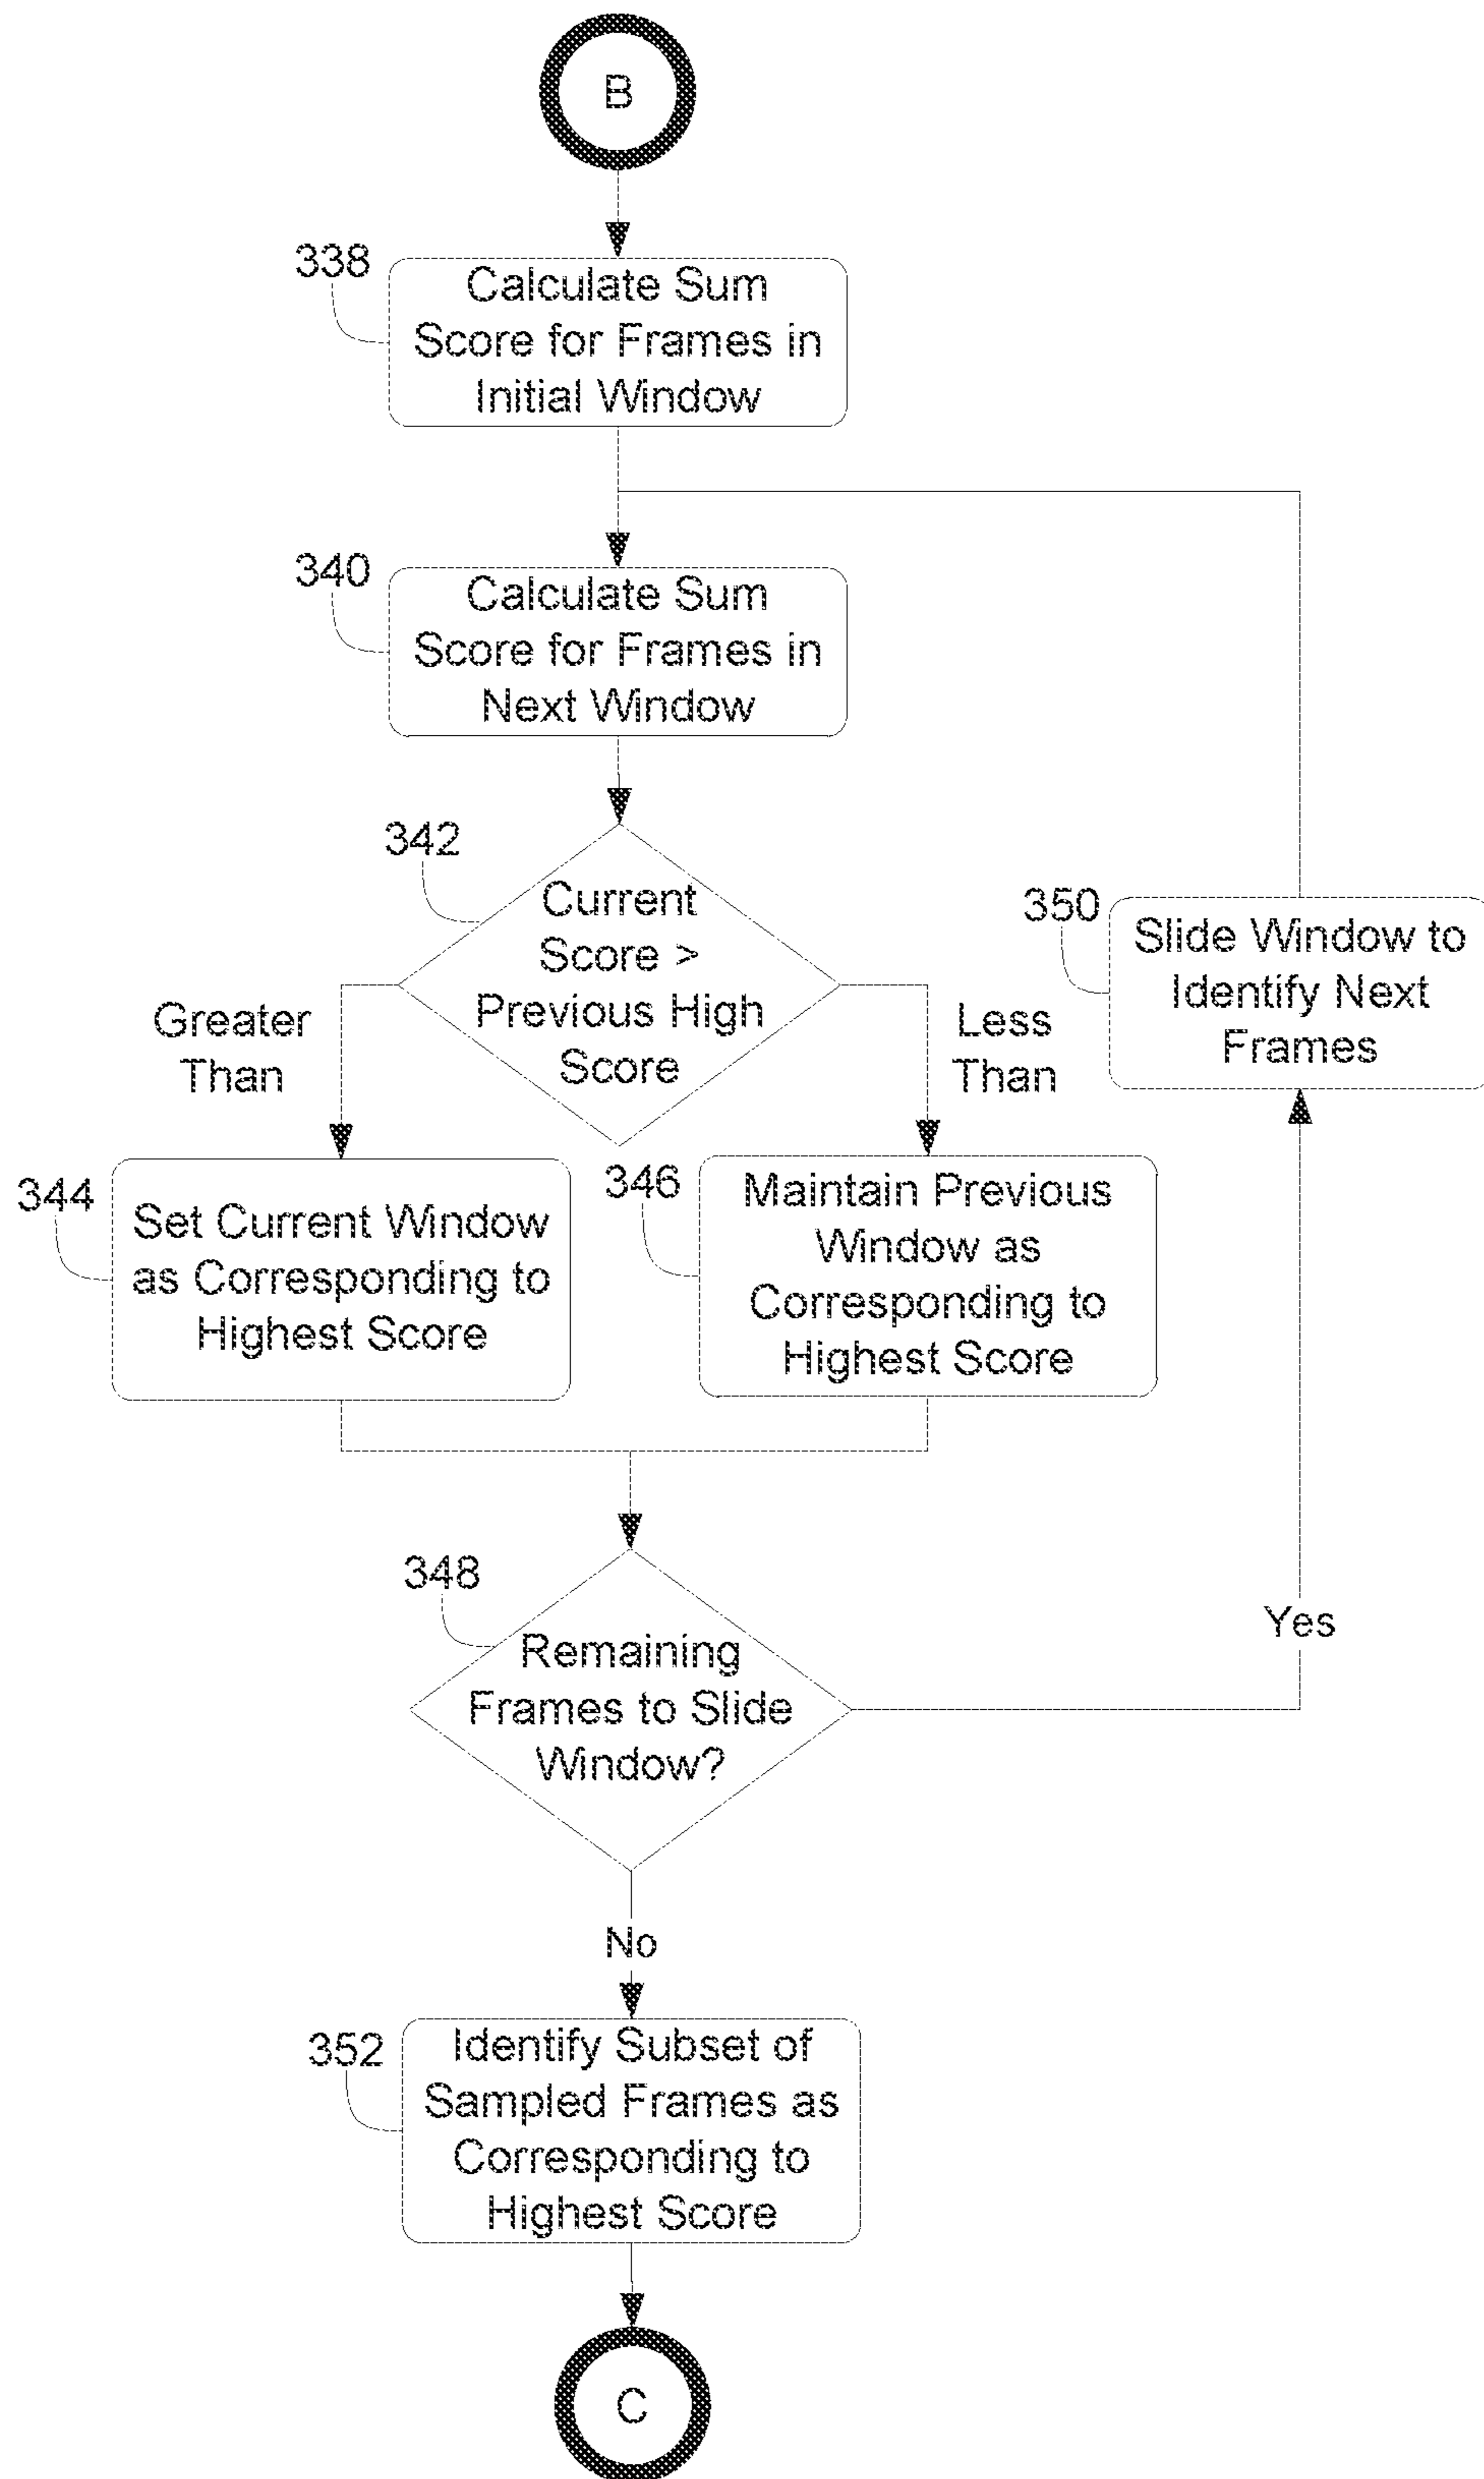 B
338
Calculate Sum
Score for Frames in
Initial Window
340
Calculate Sum
Score for Frames in
Next Window
342
Current
Score >
Previous High
Score
350
Slide Window to
Identify Next
Frames
Greater
Than
Less
Than
344
Set Current Window
as Corresponding to
Highest Score
346
Maintain Previous
Window as
Corresponding to
Highest Score
348
Remaining
Frames to Slide
Window?
Yes
No
352
Identify Subset of
Sampled Frames as
Corresponding to
Highest Score
C